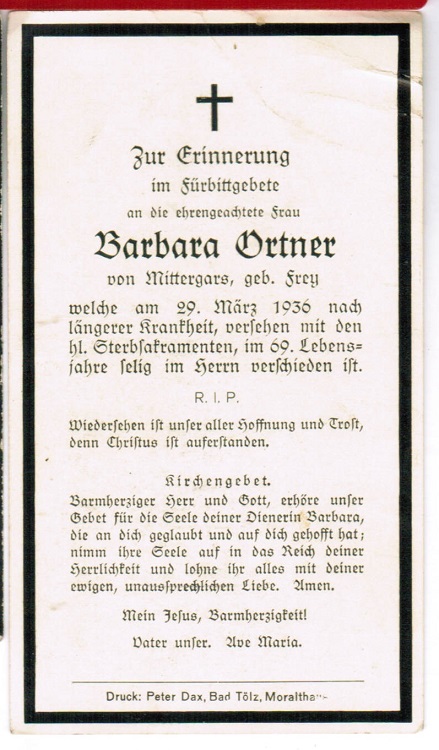 Zur Erinnerung
im Fürbittgebete
an die ehrengeachtete Frau
Barbara Ortner
von Mittergars, geb. Frey
welche am 29. März 1936 nach
längerer Krankheit, versehen mit den
hl. Sterbsakramenten, im 69. Lebens-
jahre selig im Herrn verschieden ist.
R. I. P.
Wiedersehen ist unser aller Hoffnung und Trost,
denn Christus ist auferstanden.
Kirchengebet.
Barmherziger Herr und Gott, erhöre unser
Gebet für die Seele deiner Dienerin Barbara,
die an dich geglaubt und auf dich gehofft hat;
nimm ihre Seele auf in das Reich deiner
Herrlichkeit und lohne ihr alles mit deiner
ewigen, unaussprechlichen Liebe. Amen.
Mein Jesus, Barmherzigkeit!
Vater unser. Ave Maria.
Druck: Peter Dax, Bad Tölz,